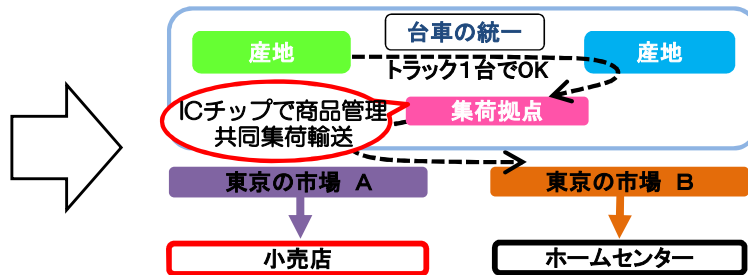 台車の統一
産地
産地
トラック1台でOK
ICチップで商品管理
共同集荷輸送
集荷拠点
東京の市場 A
東京の市場 B
小売店
ホームセンター